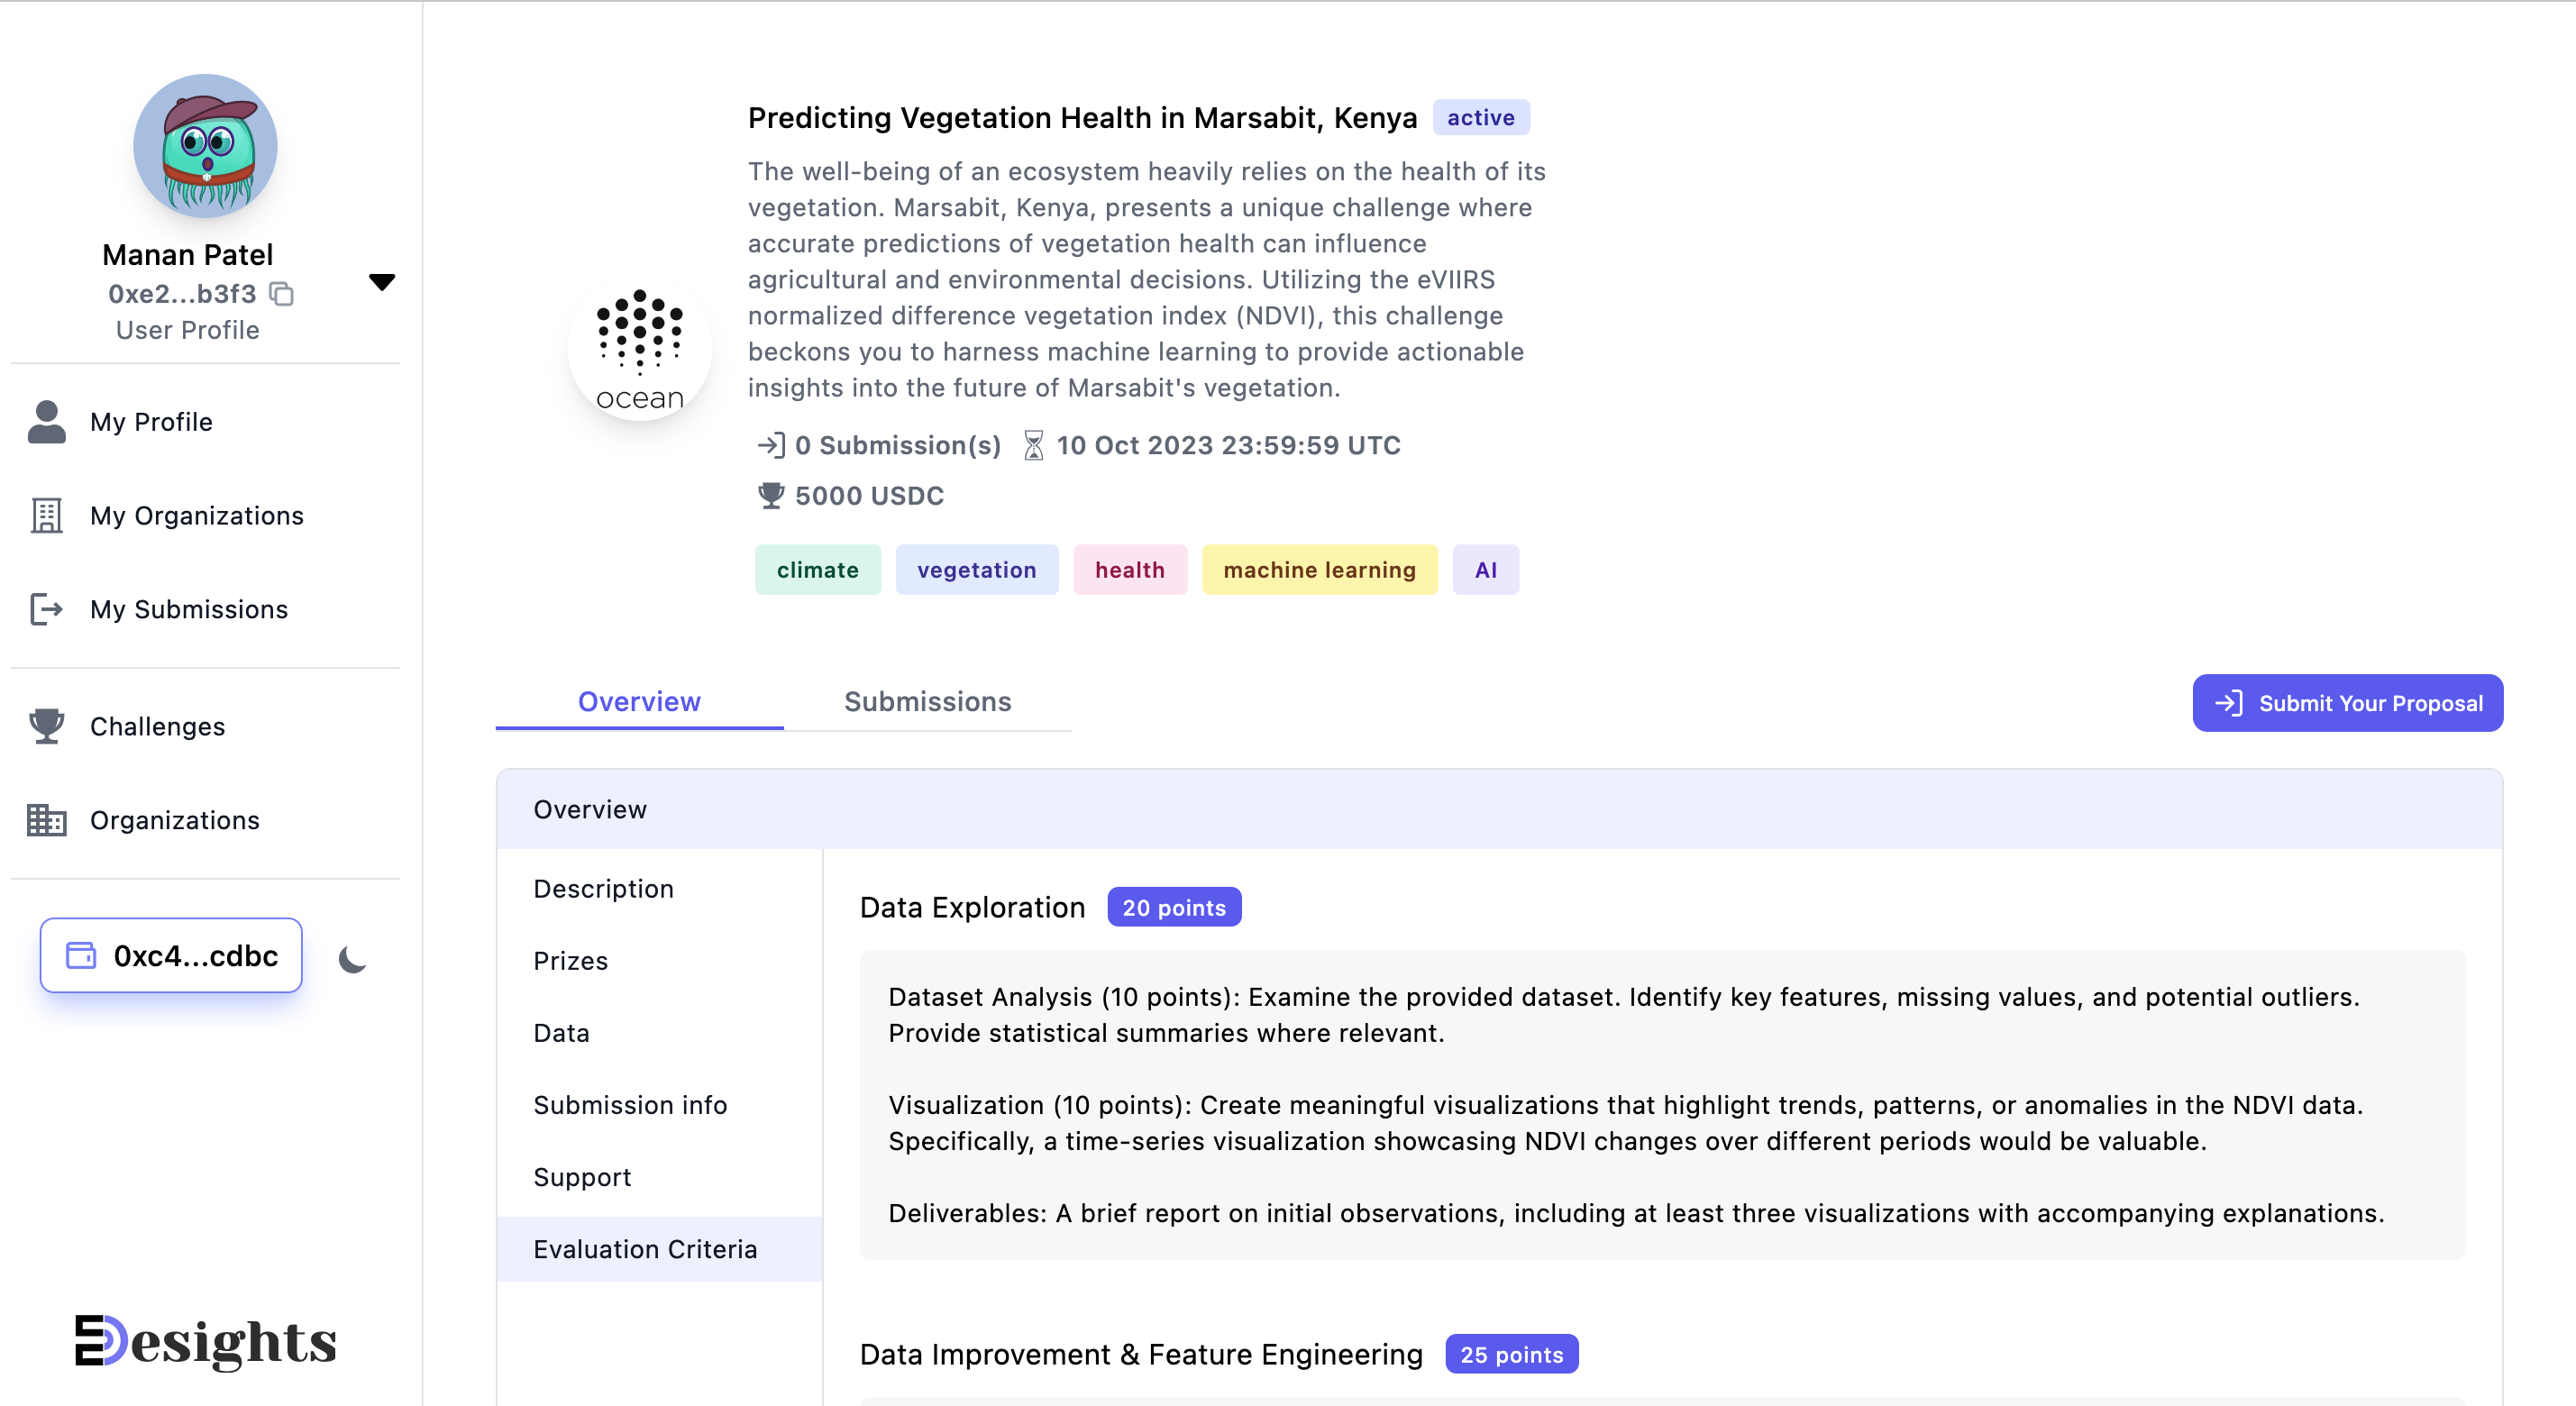 Manan Patel
0xe2...b3f3
User Profile
My Profile
My Organizations
My Submissions
Challenges
Organizations
0xc4...cdbc
Desights
ocean
Predicting Vegetation Health in Marsabit, Kenya active
The well-being of an ecosystem heavily relies on the health of its
vegetation. Marsabit, Kenya, presents a unique challenge where
accurate predictions of vegetation health can influence
agricultural and environmental decisions. Utilizing the eVIIRS
normalized difference vegetation index (NDVI), this challenge
beckons you to harness machine learning to provide actionable
insights into the future of Marsabit's vegetation.
0 Submission(s) 10 Oct 2023 23:59:59 UTC
5000 USDC
climate vegetation health machine learning AI
Overview Submissions
Submit Your Proposal
Overview
Description
Prizes
Data
Submission info
Support
Evaluation Criteria
Data Exploration 20 points
Dataset Analysis (10 points): Examine the provided dataset. Identify key features, missing values, and potential outliers.
Provide statistical summaries where relevant.
Visualization (10 points): Create meaningful visualizations that highlight trends, patterns, or anomalies in the NDVI data.
Specifically, a time-series visualization showcasing NDVI changes over different periods would be valuable.
Deliverables: A brief report on initial observations, including at least three visualizations with accompanying explanations.
Data Improvement & Feature Engineering 25 points